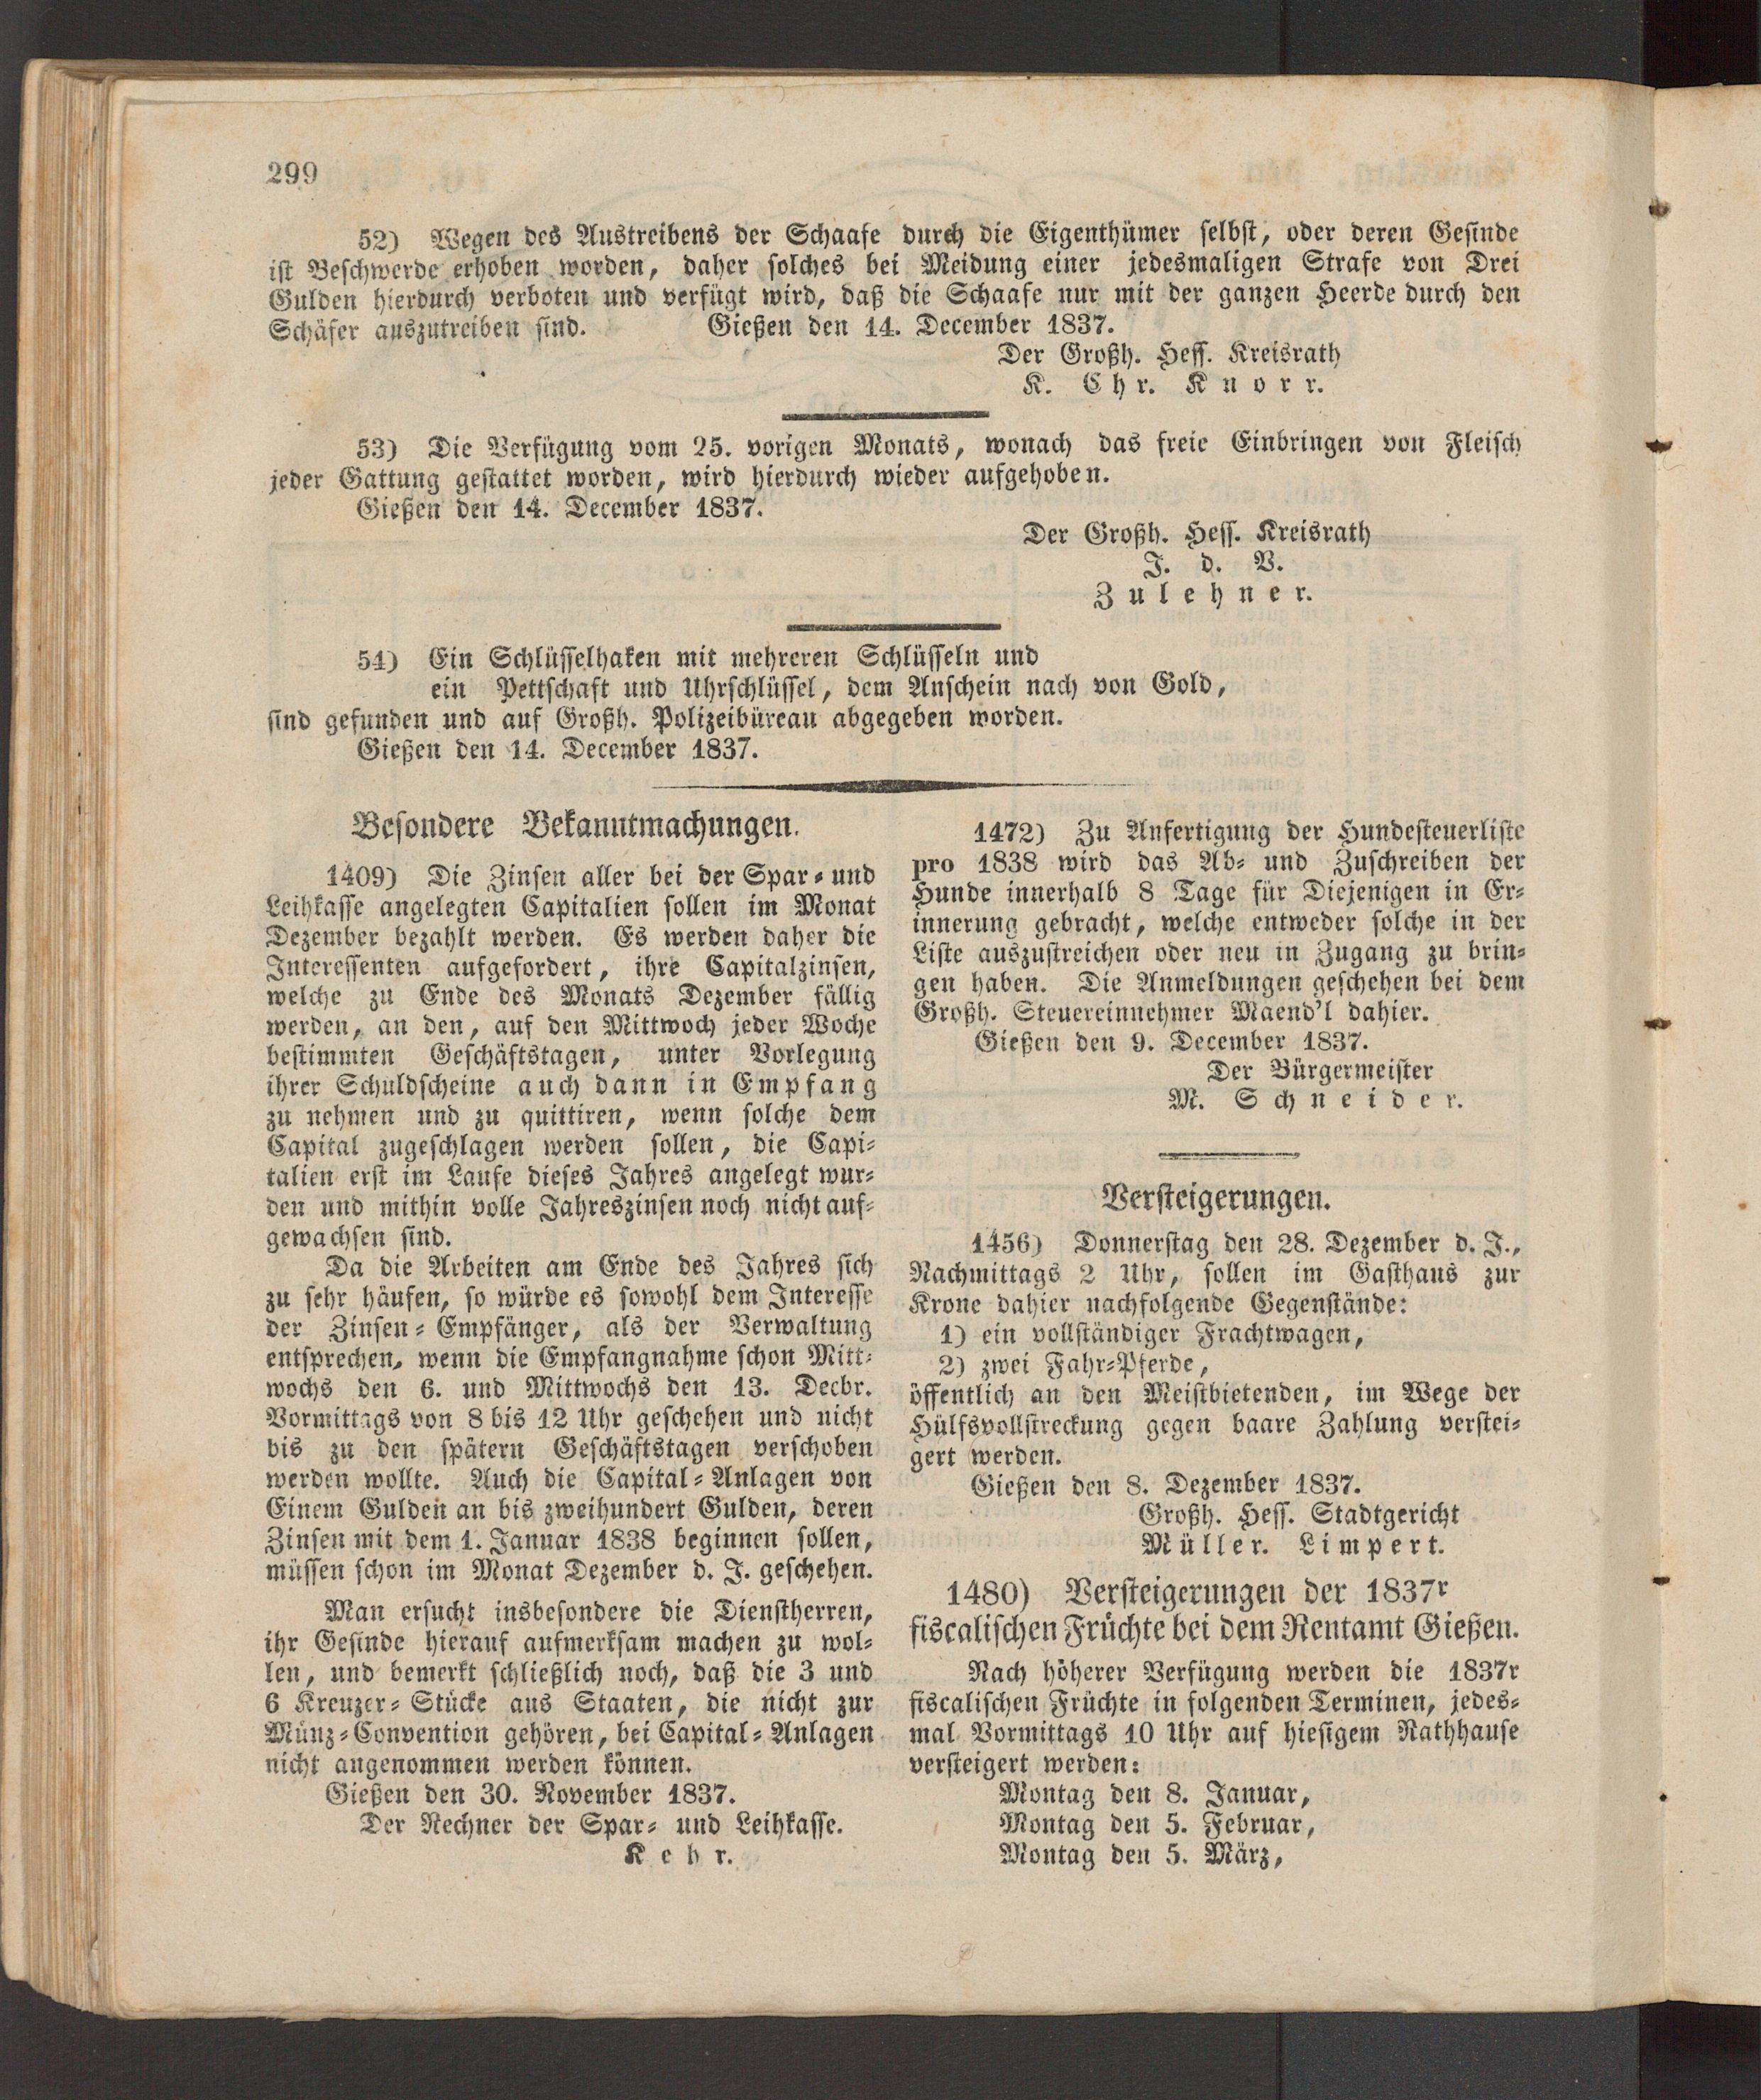 299
52) Wegen des Austreibens der Schaafe durch die Eigenthümer selbst, oder deren Gesinde
ist Beschwerde erhoben worden, daher solches bei Meidung einer jedesmaligen Strafe von Drei
Gulden hierdurch verboten und verfügt wird, daß die Schaafe nur mit der ganzen Heerde durch den
Schäfer auszutreiben sind. Gießen den 14. December 1837.
Der Großh. Hess. Kreisrath
K. Chr. Knorr.
53) Die Verfügung vom 25. vorigen Monats, wonach das freie Einbringen von Fleisch
jeder Gattung gestattet worden, wird hierdurch wieder aufgehoben.
Gießen den 14. December 1837.
Der Großh. Hess. Kreisrath
J. d. V.
Zulehner.
54) Ein Schlüsselhaken mit mehreren Schlüsseln und
ein Pettschaft und Uhrschlüssel, dem Anschein nach von Gold,
sind gefunden und auf Großh. Polizeibüreau abgegeben worden.
Gießen den 14. December 1837.
Besondere Bekanntmachungen.
1409) Die Zinsen aller bei der Spar- und
Leihkasse angelegten Capitalien sollen im Monat
Dezember bezahlt werden. Es werden daher die
Interessenten aufgefordert, ihre Capitalzinsen,
welche zu Ende des Monats Dezember fällig
werden, an den, auf den Mittwoch jeder Woche
bestimmten Geschäftstagen, unter Vorlegung
ihrer Schuldscheine auch dann in Empfang
zu nehmen und zu quittiren, wenn solche dem
Capital zugeschlagen werden sollen, die Capi-
talien erst im Laufe dieses Jahres angelegt wur-
den und mithin volle Jahreszinsen noch nicht auf-
gewachsen sind.
Da die Arbeiten am Ende des Jahres sich
zu sehr häufen, so würde es sowohl dem Interesse
der Zinsen-Empfänger, als der Verwaltung
entsprechen, wenn die Empfangnahme schon Mitt-
wochs den 6. und Mittwochs den 13. Decbr.
Vormittags von 8 bis 12 Uhr geschehen und nicht
bis zu den spätern Geschäftstagen verschoben
werden wollte. Auch die Capital-Anlagen von
Einem Gulden an bis zweihundert Gulden, deren
Zinsen mit dem 1. Januar 1838 beginnen sollen,
müssen schon im Monat Dezember d. J. geschehen.
Man ersucht insbesondere die Dienstherren,
ihr Gesinde hierauf aufmerksam machen zu wol-
len, und bemerkt schließlich noch, daß die 3 und
6 Kreuzer-Stücke aus Staaten, die nicht zur
Münz-Convention gehören, bei Capital-Anlagen
nicht angenommen werden können.
Gießen den 30. November 1837.
Der Rechner der Spar- und Leihkasse.
Kehr.
1472) Zu Anfertigung der Hundesteuerliste
pro 1838 wird das Ab- und Zuschreiben der
Hunde innerhalb 8 Tage für Diejenigen in Er-
innerung gebracht, welche entweder solche in der
Liste auszustreichen oder neu in Zugang zu brin-
gen haben. Die Anmeldungen geschehen bei dem
Großh. Steuereinnehmer Maend'l dahier.
Gießen den 9. December 1837.
Der Bürgermeister
M. Schneider.
Versteigerungen.
1456) Donnerstag den 28. Dezember d. J.,
Nachmittags 2 Uhr, sollen im Gasthaus zur
Krone dahier nachfolgende Gegenstände:
1) ein vollständiger Frachtwagen,
2) zwei Fahr-Pferde,
öffentlich an den Meistbietenden, im Wege der
Hülfsvollstreckung gegen baare Zahlung verstei-
gert werden.
Gießen den 8. Dezember 1837.
Großh. Hess. Stadtgericht
Müller. Limpert.
1480) Versteigerungen der 1837r
fiscalischen Früchte bei dem Rentamt Gießen.
Nach höherer Verfügung werden die 1837r
fiscalischen Früchte in folgenden Terminen, jedes-
mal Vormittags 10 Uhr auf hiesigem Rathhause
versteigert werden:
Montag den 8. Januar,
Montag den 5. Februar,
Montag den 5. März,